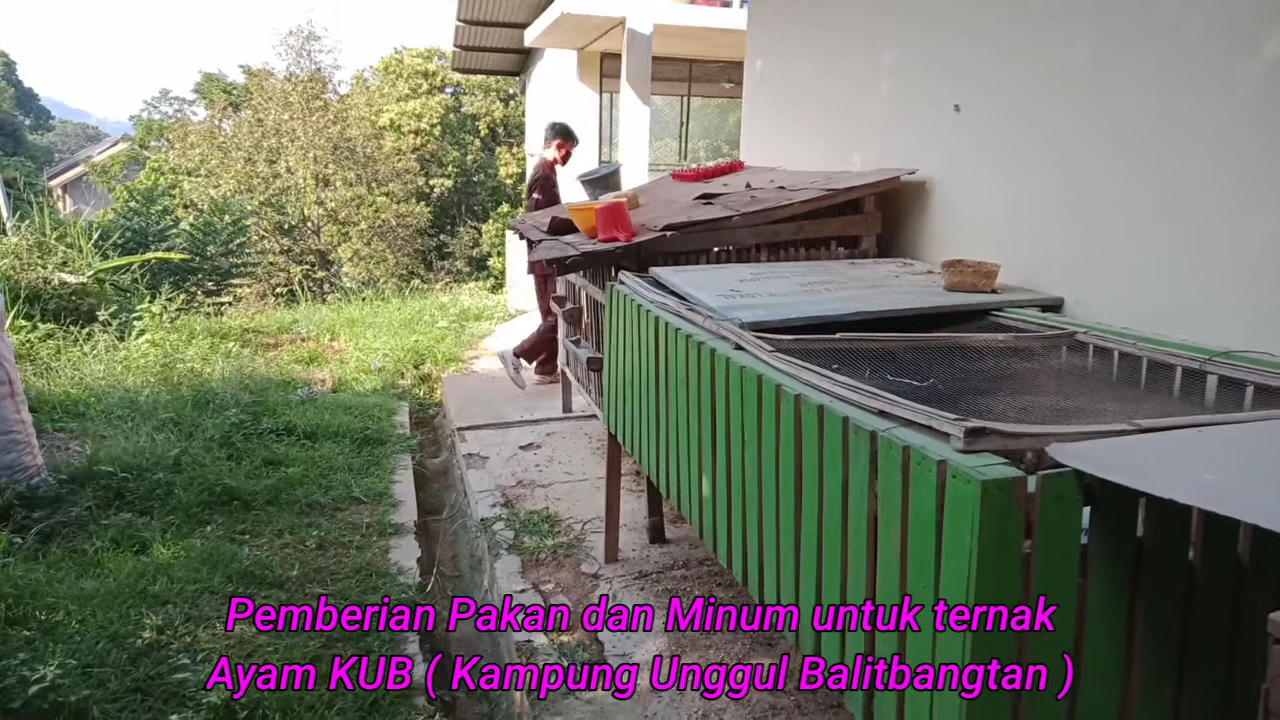 Pemberian Pakan dan Minum untuk ternak
Ayam KUB ( Kampung Unggul Balitbangtan )